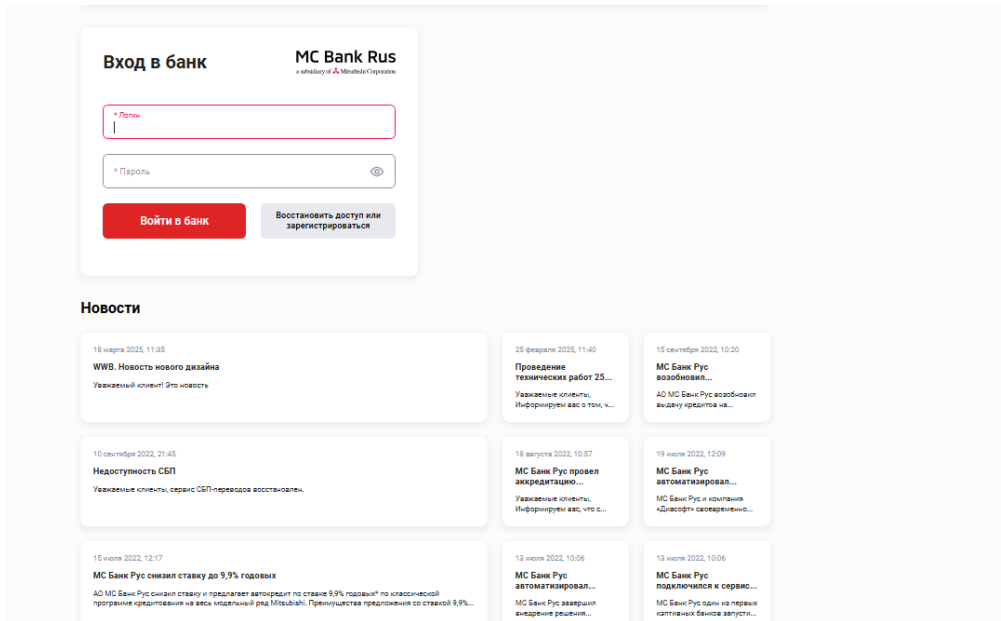 Вход в банк
MC Bank Rus
a subsidiary of Mitsubishi Corporation
* Логин
* Пароль
Войти в банк
Восстановить доступ или
зарегистрироваться
Новости
18 марта 2025, 11:35
WWB. Новость нового дизайна
Уважаемый клиент! Это новость
25 февраля 2025, 11:40
Проведение
технических работ 25...
Уважаемые клиенты,
Информируем вас о том, ч...
15 сентября 2022, 10:20
МС Банк Рус
возобновил...
АО МС Банк Рус возобновил
выдачу кредитов на...
10 сентября 2022, 21:45
Недоступность СБП
Уважаемые клиенты, сервис СБП-переводов восстановлен.
18 августа 2022, 10:57
МС Банк Рус провел
аккредитацию...
Уважаемые клиенты,
Информируем вас, что с...
19 июля 2022, 12:09
МС Банк Рус
автоматизировал...
МС Банк Рус и компания
«Диасофт» своевременно...
15 июля 2022, 12:17
МС Банк Рус снизил ставку до 9,9% годовых
АО МС Банк Рус снизил ставку и предлагает автокредит по ставке 9,9% годовых* по классической
программе кредитования на весь модельный ряд Mitsubishi. Преимущества предложения со ставкой 9,9%...
13 июля 2022, 10:06
МС Банк Рус
автоматизировал...
МС Банк Рус завершил
внедрение решения...
13 июля 2022, 10:06
МС Банк Рус
подключился к сервис...
МС Банк Рус один из первых
кэптивных банков запусти...